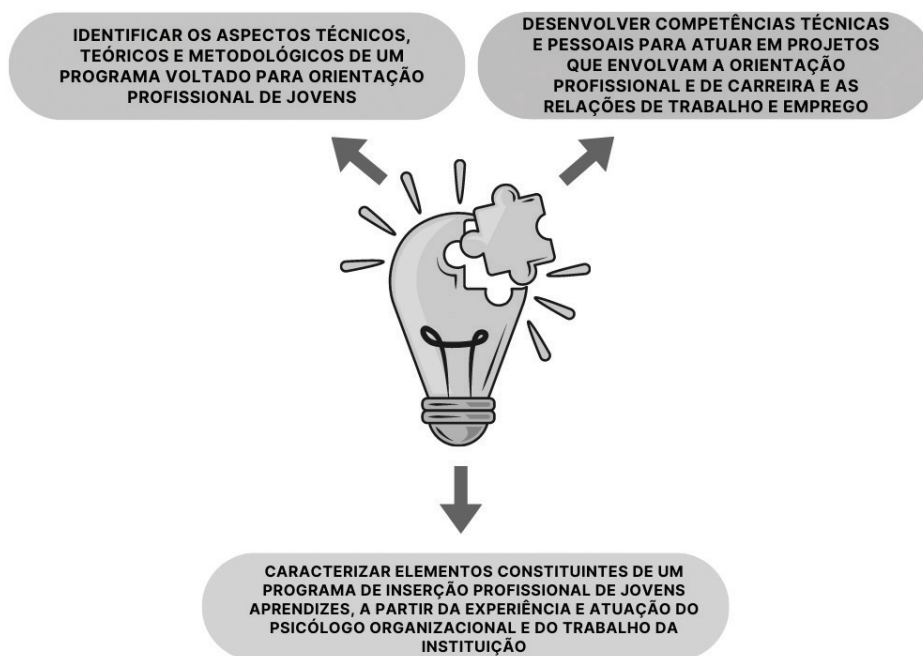 IDENTIFICAR OS ASPECTOS TÉCNICOS,
TEÓRICOS E METODOLÓGICOS DE UM
PROGRAMA VOLTADO PARA ORIENTAÇÃO
PROFISSIONAL DE JOVENS
DESENVOLVER COMPETÊNCIAS TÉCNICAS
E PESSOAIS PARA ATUAR EM PROJETOS
QUE ENVOLVAM A ORIENTAÇÃO
PROFISSIONAL E DE CARREIRA E AS
RELAÇÕES DE TRABALHO E EMPREGO
CARACTERIZAR ELEMENTOS CONSTITUINTES DE UM
PROGRAMA DE INSERÇÃO PROFISSIONAL DE JOVENS
APRENDIZES, A PARTIR DA EXPERIÊNCIA E ATUAÇÃO DO
PSICÓLOGO ORGANIZACIONAL E DO TRABALHO DA
INSTITUIÇÃO